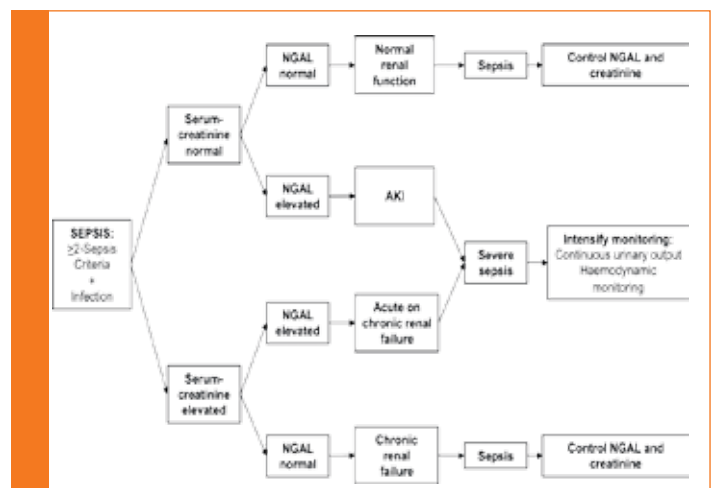 NGAL
normal
Normal
renal
function
Sepsis
Control NGAL and
creatinine
Serum-
creatinine
normal
NGAL
elevated
AKI
SEPSIS:
≥2-Sepsis
Criteria
+
Infection
Severe
sepsis
Intensify monitoring:
Continuous urinary output
Haemodynamic
monitoring
NGAL
elevated
Acute on
chronic renal
failure
Serum-
creatinine
elevated
NGAL
normal
Chronic
renal
failure
Sepsis
Control NGAL and
creatinine